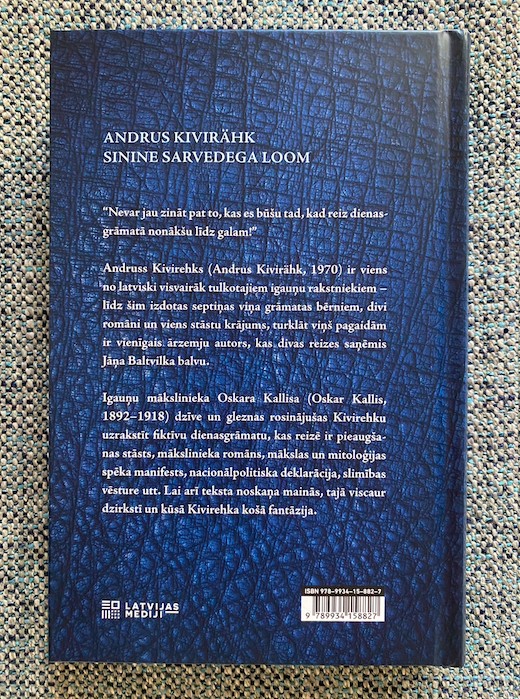 ANDRUS KIVIRÄHK
SININE SARVEDEGA LOOM
“Nevar jau zināt pat to, kas es būšu tad, kad reiz dienas-
grāmatā nonākšu līdz galam!”
Andruss Kivirehks (Andrus Kivirähk, 1970) ir viens
no latviski visvairāk tulkotajiem igauņu rakstniekiem –
līdz šim izdotas septiņas viņa grāmatas bērniem, divi
romāni un viens stāstu krājums, turklāt viņš pagaidām
ir vienīgais ārzemju autors, kas divas reizes saņēmis
Jāņa Baltvilka balvu.
Igauņu mākslinieka Oskara Kallisa (Oskar Kallis,
1892–1918) dzīve un gleznas rosinājušas Kivirehku
uzrakstīt fiktīvu dienasgrāmatu, kas reizē ir pieaugša-
nas stāsts, mākslinieka romāns, mākslas un mitoloģijas
spēka manifests, nacionālpolitiska deklarācija, slimības
vēsture utt. Lai arī teksta noskaņa mainās, tajā viscaur
dzirksti un kūsā Kivirehka košā fantāzija.
ISBN 978-9934-15-882-7
9 789934 158827
LATVIJAS
MEDIJI